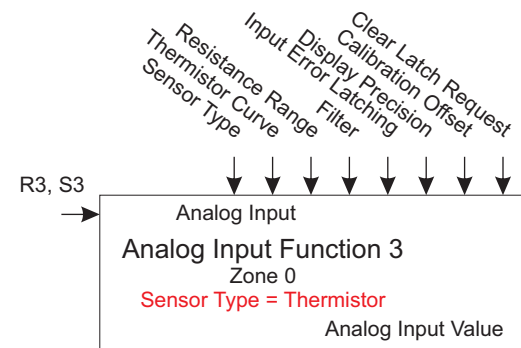 Sensor Type
Thermistor Curve
Resistance Range
Filter
Input Error Latching
Display Precision
Calibration Offset
Clear Latch Request
R3, S3
Analog Input
Analog Input Function 3
Zone 0
Sensor Type = Thermistor
Analog Input Value